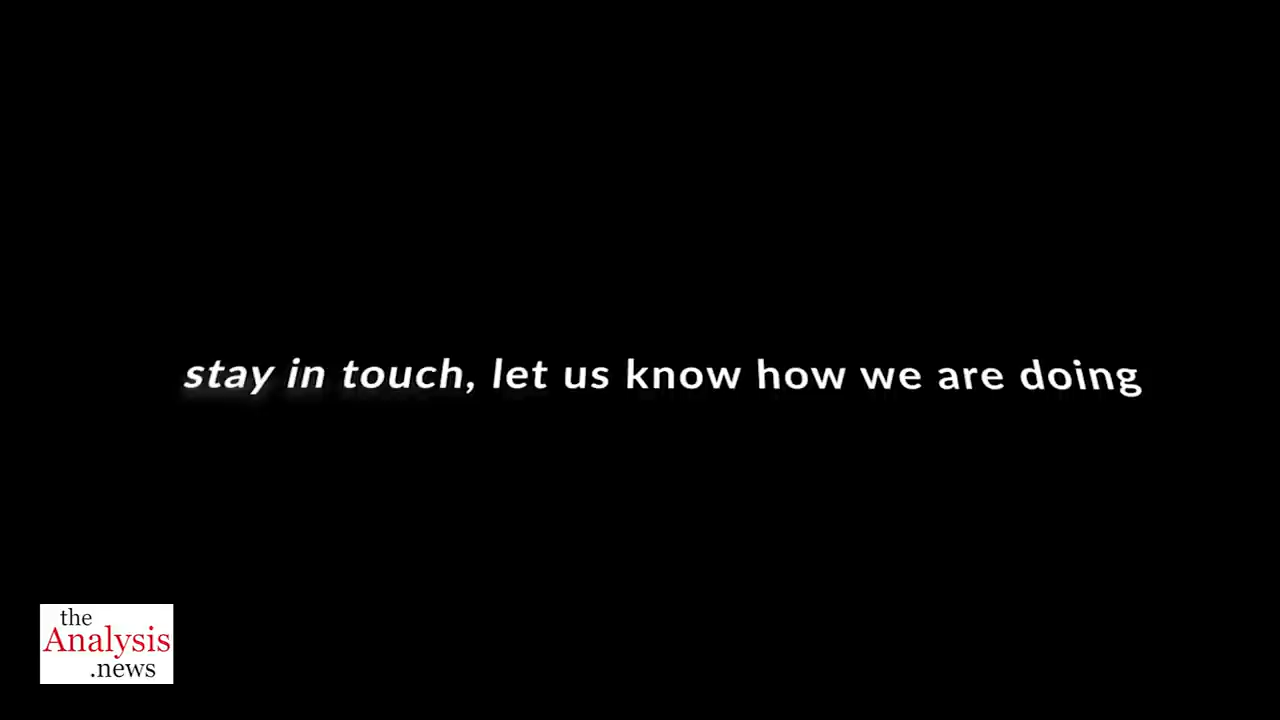 stay in touch, let us know how we are doing
the
Analysis
.news